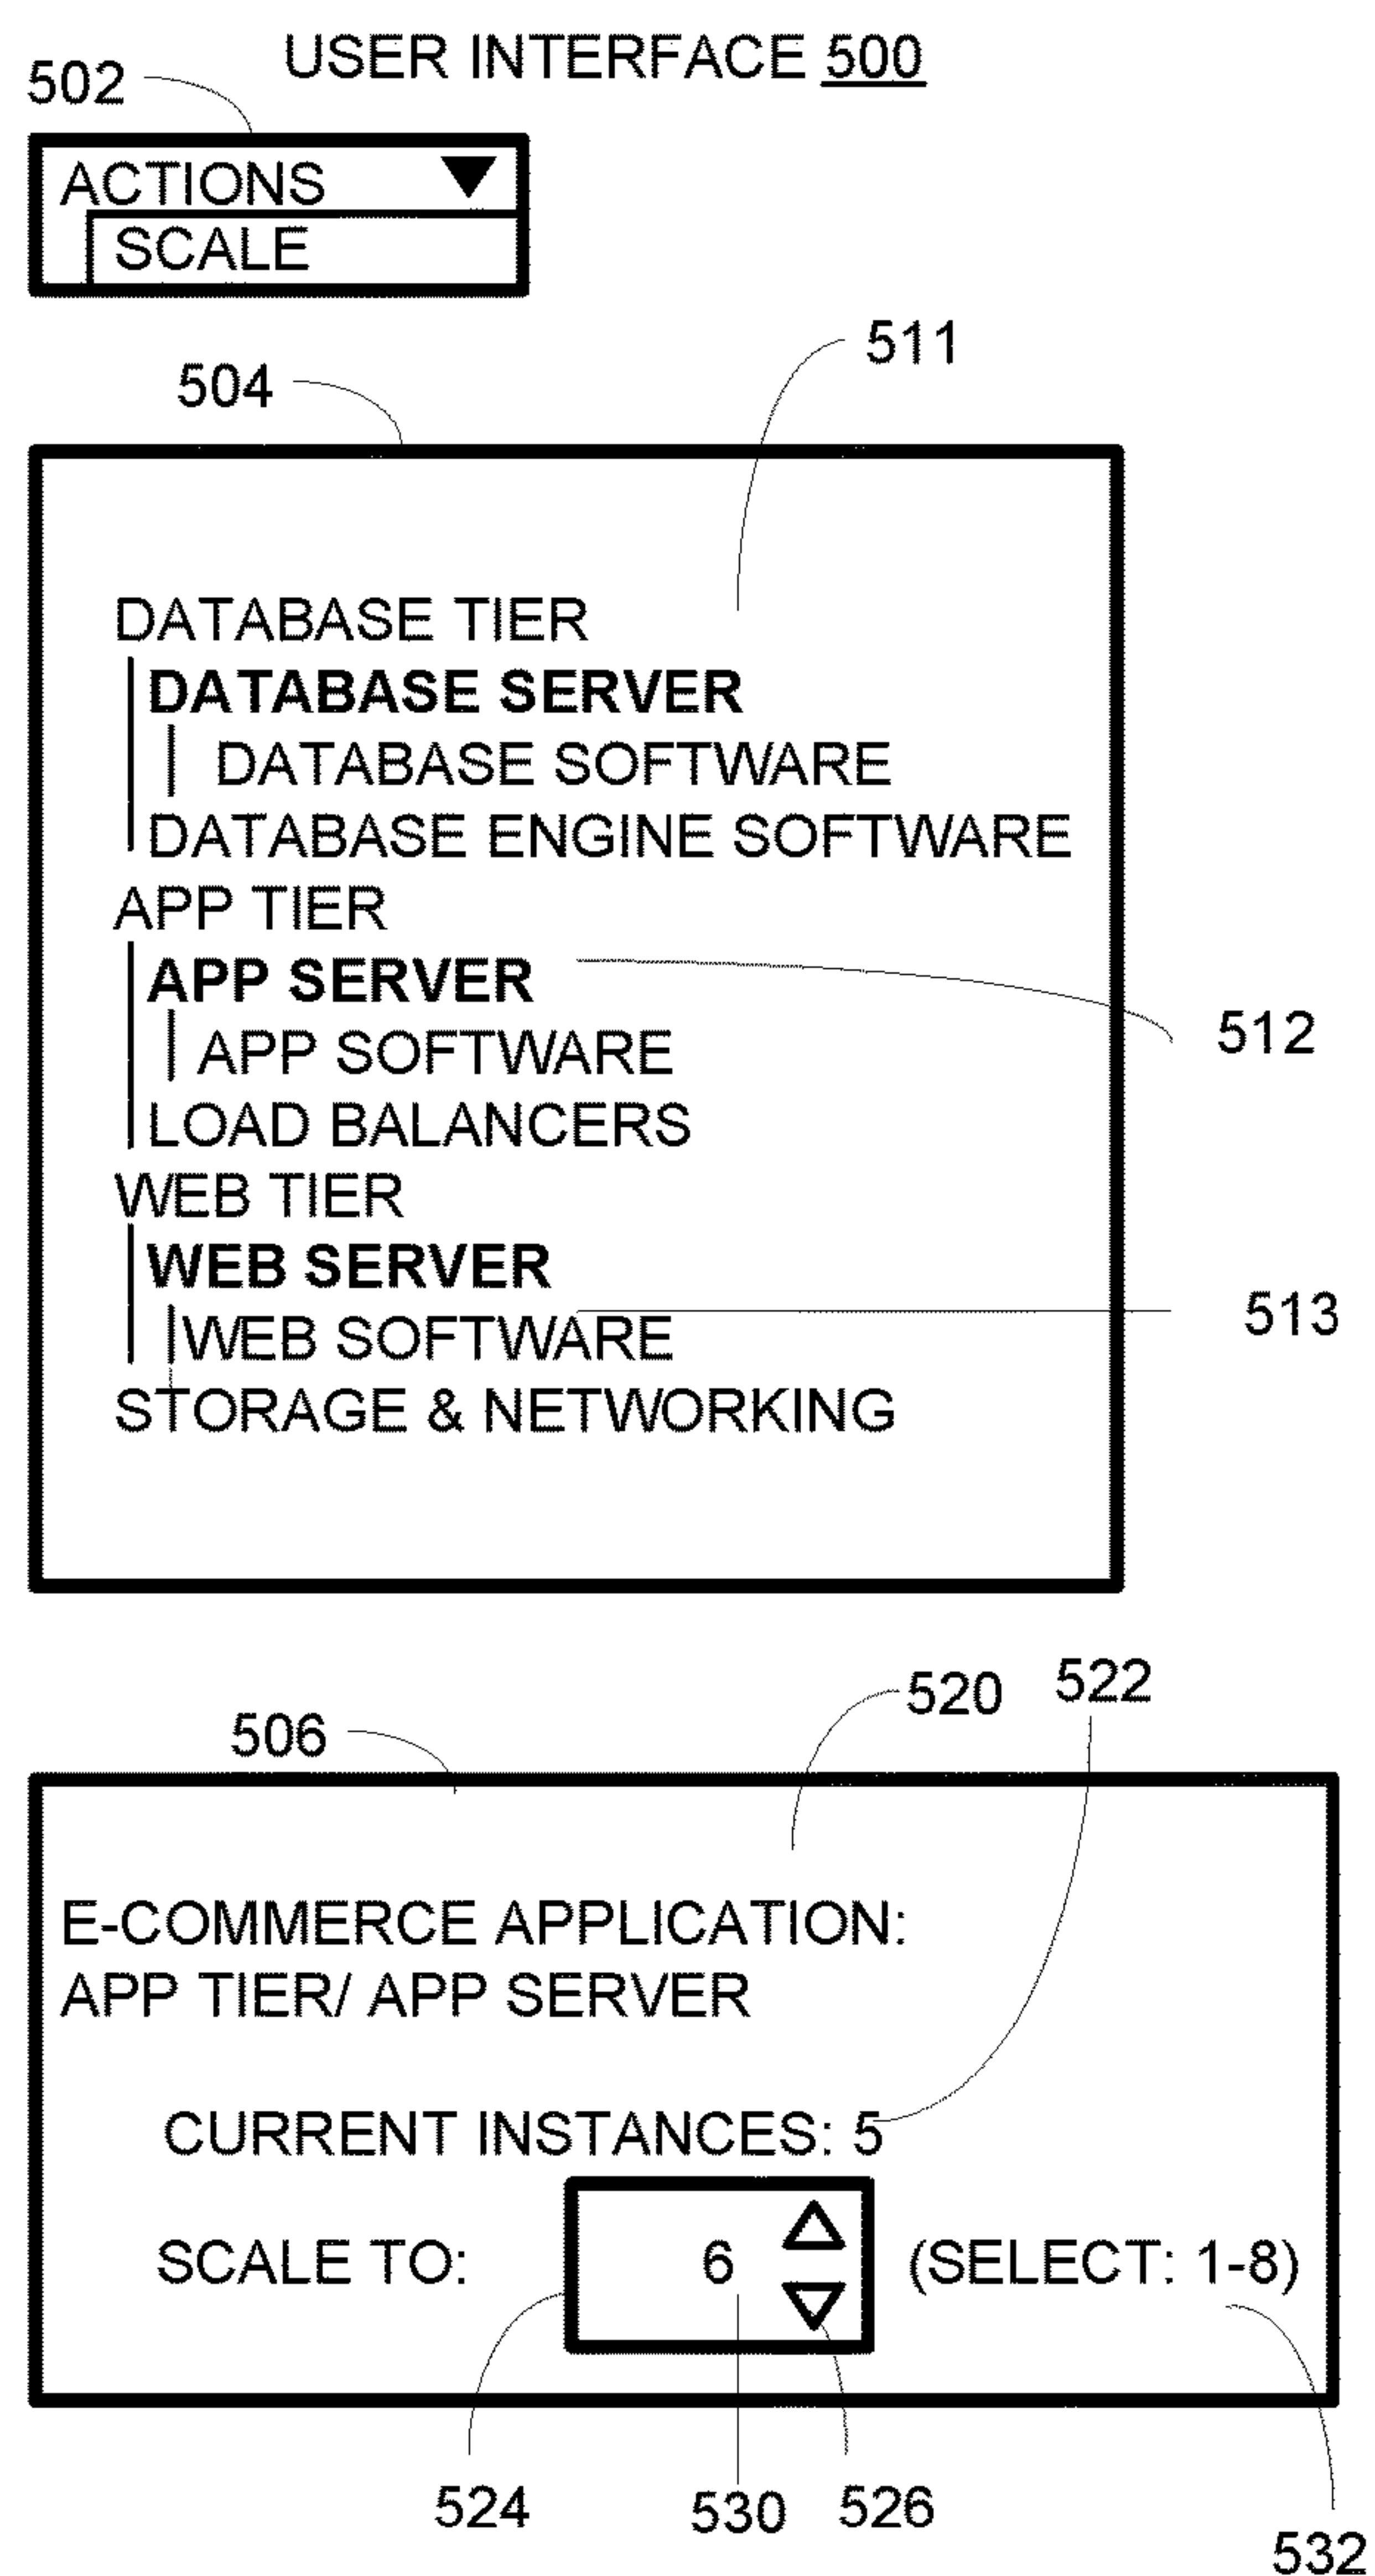 USER INTERFACE 500
502
ACTIONS
SCALE
511
504
DATABASE TIER
DATABASE SERVER
DATABASE SOFTWARE
DATABASE ENGINE SOFTWARE
APP TIER
APP SERVER
512
APP SOFTWARE
LOAD BALANCERS
WEB TIER
WEB SERVER
513
WEB SOFTWARE
STORAGE & NETWORKING
520 522
506
E-COMMERCE APPLICATION:
APP TIER/ APP SERVER
CURRENT INSTANCES: 5
SCALE TO: 6 (SELECT: 1-8)
524 530 526
532